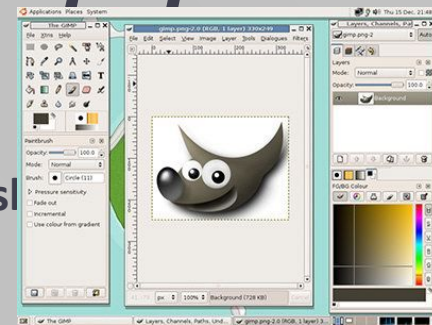 Applications Places System
Thu 15 Dec, 21:49
The GIMP
File Xtns Help
Paintbrush
Opacity: 100.0
Mode: Normal
Brush: Circle (11)
Pressure sensitivity
Fade out
Incremental
Use colour from gradient
gimp.png-2.0 (RGB, 1 layer) 330x249
File Edit Select View Image Layer Tools Dialogues Filters
px 100% Background (728 KB)
Layers, Channels, Pat
gimp.png-2 Auto
Layers
Mode: Normal
Opacity: 100.0
Background
FG/BG Colour
The GIMP
Layers, Channels, Paths, Und...
gimp.png-2.0 (RGB, 1 layer) 3...